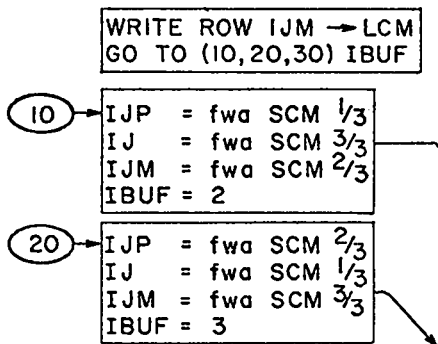 WRITE ROW IJM → LCM
GO TO (10,20,30) IBUF
10
IJP = fwa SCM 1/3
IJ = fwa SCM 3/3
IJM = fwa SCM 2/3
IBUF = 2
20
IJP = fwa SCM 2/3
IJ = fwa SCM 1/3
IJM = fwa SCM 3/3
IBUF = 3